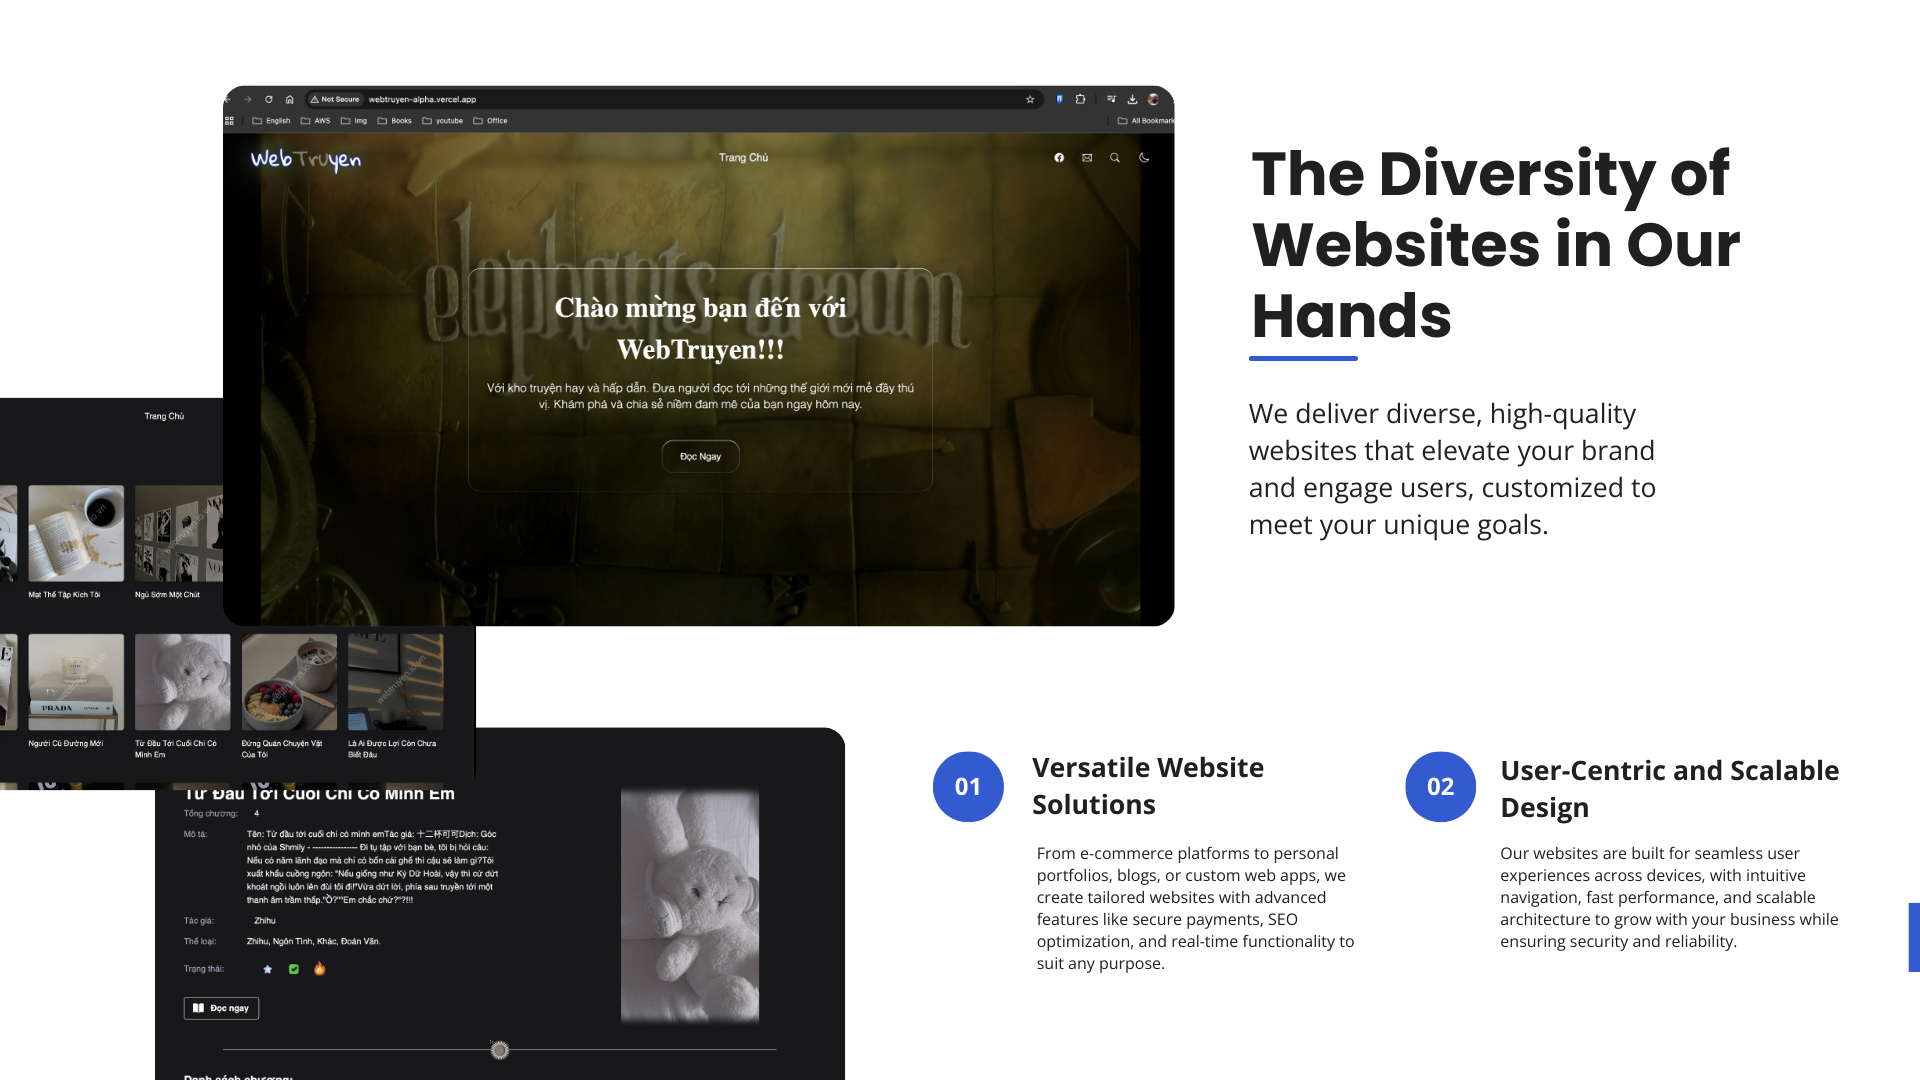 Not Secure webtruyen-alpha.vercel.app
English AWS Img Books youtube Office All Bookmark
WebTruyen
Trang Chủ
elephants dream
Chào mừng bạn đến với
WebTruyen!!!
Với kho truyện hay và hấp dẫn. Đưa người đọc tới những thế giới mới mẻ đầy thú
vị. Khám phá và chia sẻ niềm đam mê của bạn ngay hôm nay.
Đọc Ngay
The Diversity of
Websites in Our
Hands
We deliver diverse, high-quality
websites that elevate your brand
and engage users, customized to
meet your unique goals.
Trang Chủ
Mạt Thế Tập Kích Tôi
Ngủ Sớm Một Chút
PRADA
Người Cũ Đường Mới
Từ Đầu Tới Cuối Chỉ Có
Mình Em
Đừng Quản Chuyện Vặt
Của Tôi
Là Ai Được Lợi Còn Chưa
Biết Đâu
Từ Đầu Tới Cuối Chỉ Có Mình Em
Tổng chương: 4
Mô tả: Tên: Từ đầu tới cuối chỉ có mình emTác giả: 十二杯可可Dịch: Góc
nhỏ của Shmily - ---------------- Đi tụ tập với bạn bè, tôi bị hỏi câu:
Nếu có năm lãnh đạo mà chỉ có bốn cái ghế thì cậu sẽ làm gì?Tôi
xuất khẩu cuồng ngôn: "Nếu giống như Kỷ Dữ Hoài, vậy thì cứ dứt
khoát ngồi luôn lên đùi tôi đi!"Vừa dứt lời, phía sau truyền tới một
thanh âm trầm thấp."Ồ?""Em chắc chứ?"?!!!
Tác giả: Zhihu
Thể loại: Zhihu, Ngôn Tình, Khác, Đoản Văn.
Trạng thái:
Đọc ngay
Danh sách chương:
01
Versatile Website
Solutions
From e-commerce platforms to personal
portfolios, blogs, or custom web apps, we
create tailored websites with advanced
features like secure payments, SEO
optimization, and real-time functionality to
suit any purpose.
02
User-Centric and Scalable
Design
Our websites are built for seamless user
experiences across devices, with intuitive
navigation, fast performance, and scalable
architecture to grow with your business while
ensuring security and reliability.